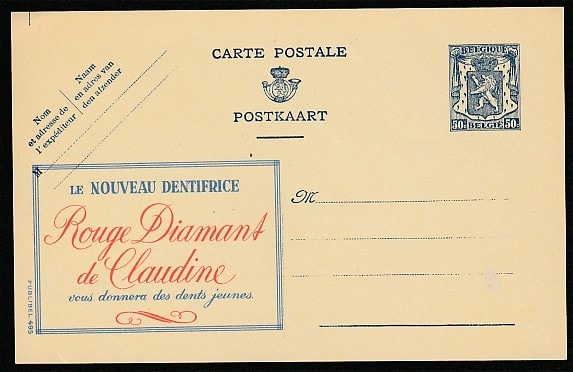 CARTE POSTALE
POSTKAART
BELGIQUE
50c 50c
BELGIE
Nom
et adresse de
l'expéditeur
Naam
en adres van
den afzender
M
LE NOUVEAU DENTIFRICE
Rouge Diamant
de Claudine
vous donnera des dents jeunes.
M
PUBLIBEL 495